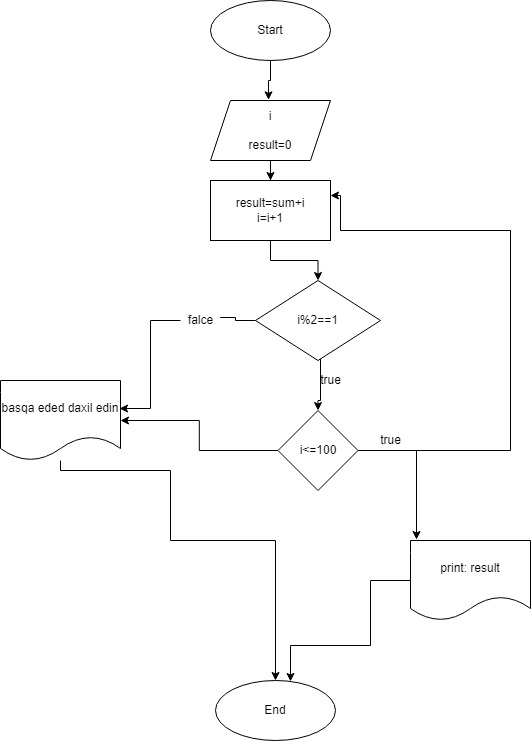 Start
i
result=0
result=sum+i
i=i+1
i%2==1
falce
true
basqa eded daxil edin
i<=100
true
print: result
End